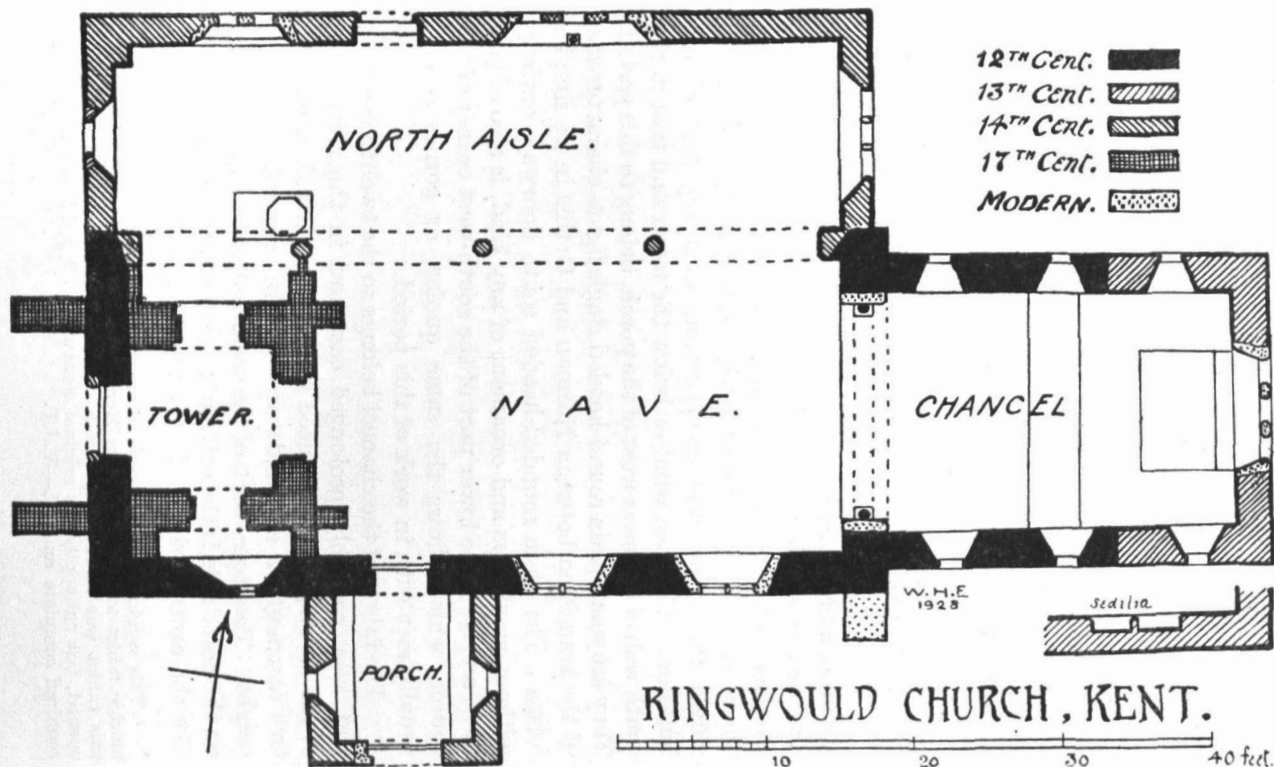 12TH Cent.
13TH Cent.
14TH Cent.
17TH Cent.
MODERN.
NORTH AISLE.
TOWER.
NAVE.
CHANCEL
PORCH.
W.H.E
1928
Sedilia
RINGWOULD CHURCH, KENT.
10 20 30 40 feet.